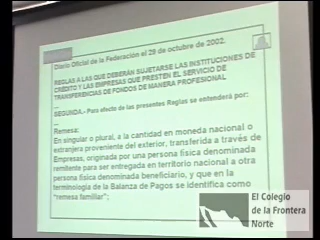 Diario Oficial de la Federación el 29 de octubre de 2002.
REGLAS A LAS QUE DEBERÁN SUJETARSE LAS INSTITUCIONES DE
CRÉDITO Y LAS EMPRESAS QUE PRESTEN EL SERVICIO DE
TRANSFERENCIAS DE FONDOS DE MANERA PROFESIONAL
...
SEGUNDA.- Para efecto de las presentes Reglas se entenderá por:
...
Remesa:
En singular o plural, a la cantidad en moneda nacional o
extranjera proveniente del exterior, transferida a través de
Empresas, originada por una persona física denominada
remitente para ser entregada en territorio nacional a otra
persona física denominada beneficiario, y que en la
terminología de la Balanza de Pagos se identifica como
"remesa familiar";
El Colegio
de la Frontera
Norte